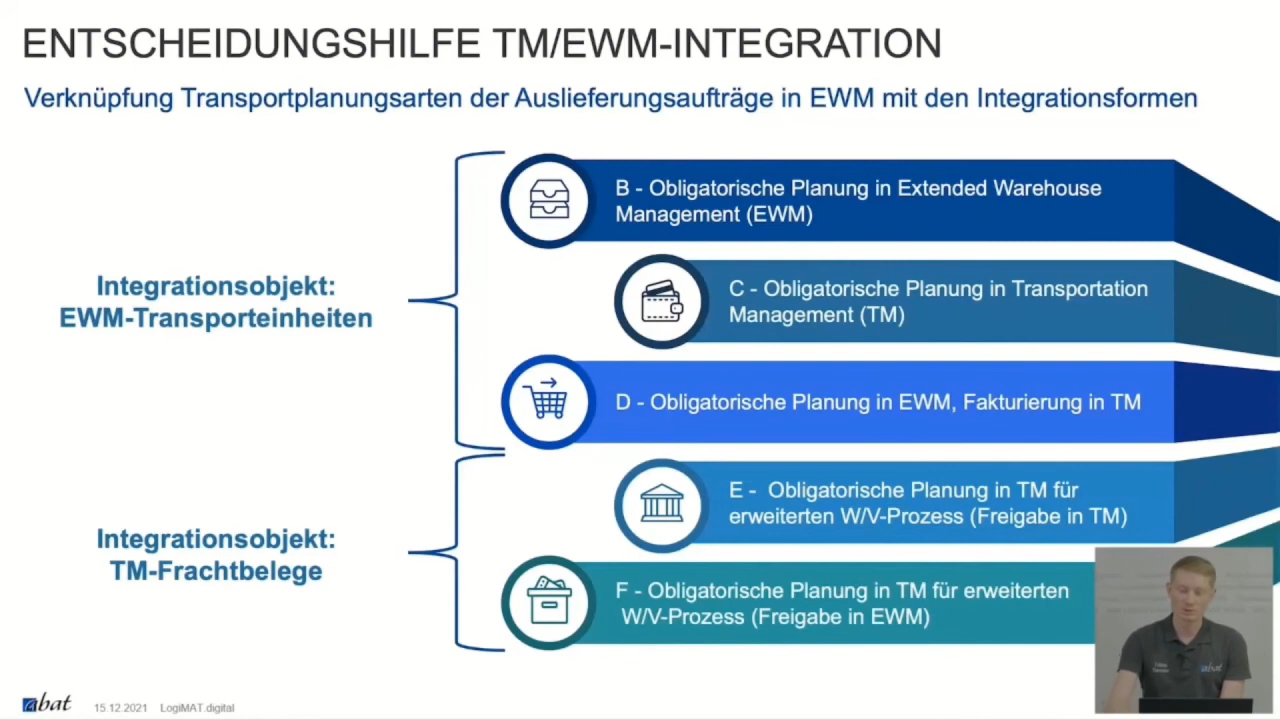 ENTSCHEIDUNGSHILFE TM/EWM-INTEGRATION
Verknüpfung Transportplanungsarten der Auslieferungsaufträge in EWM mit den Integrationsformen
B - Obligatorische Planung in Extended Warehouse
Management (EWM)
C - Obligatorische Planung in Transportation
Management (TM)
Integrationsobjekt:
EWM-Transporteinheiten
D - Obligatorische Planung in EWM, Fakturierung in TM
E - Obligatorische Planung in TM für
erweiterten W/V-Prozess (Freigabe in TM)
Integrationsobjekt:
TM-Frachtbelege
F - Obligatorische Planung in TM für erweiterten
W/V-Prozess (Freigabe in EWM)
abat
abat
15.12.2021
LogiMAT.digital